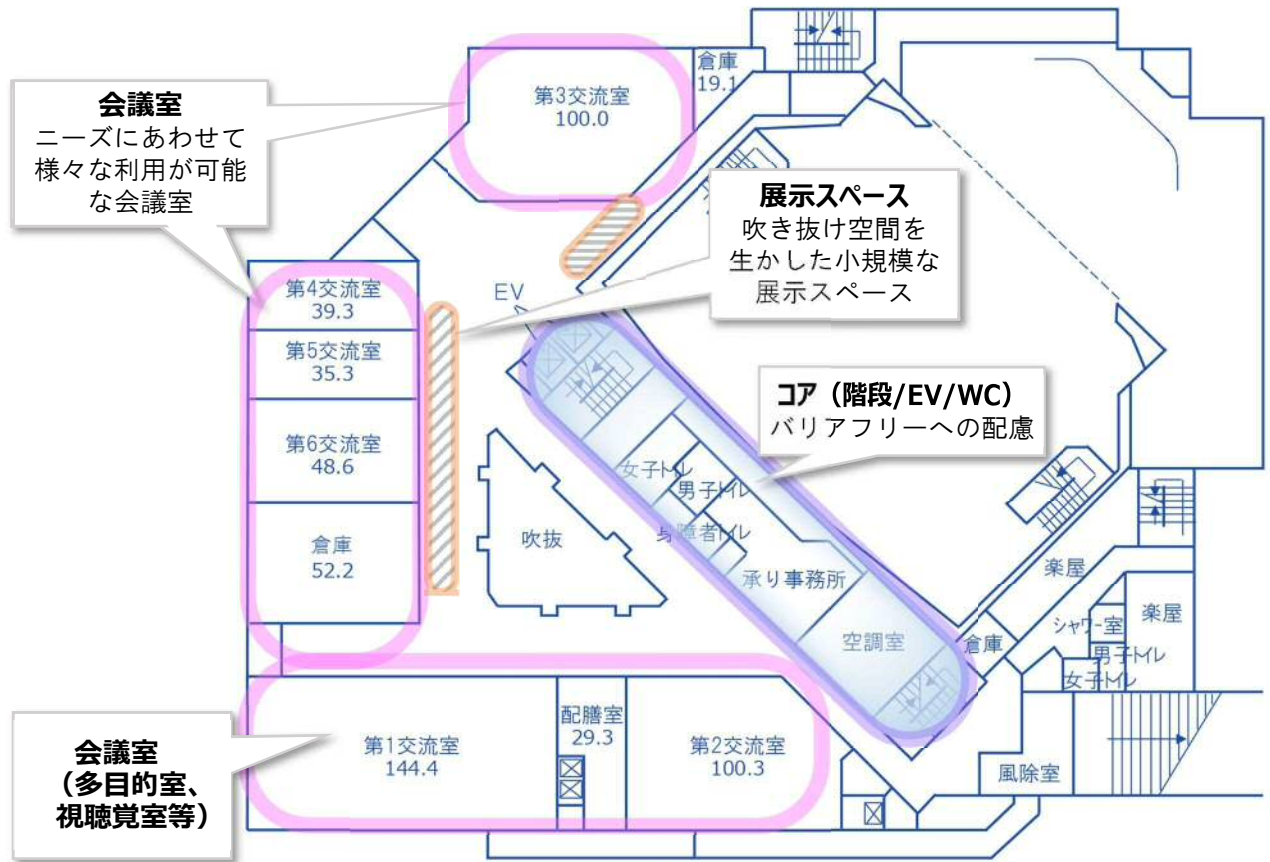 会議室
ニーズにあわせて
様々な利用が可能
な会議室
第3交流室
100.0
倉庫
19.1
展示スペース
吹き抜け空間を
生かした小規模な
展示スペース
EV
第4交流室
39.3
第5交流室
35.3
第6交流室
48.6
倉庫
52.2
コア（階段/EV/WC）
バリアフリーへの配慮
女子トイレ
男子トイレ
身障者トイレ
吹抜
承り事務所
空調室
倉庫
楽屋
シャワー室
楽屋
男子トイレ
女子トイレ
風除室
会議室
（多目的室、
視聴覚室等）
第1交流室
144.4
配膳室
29.3
第2交流室
100.3